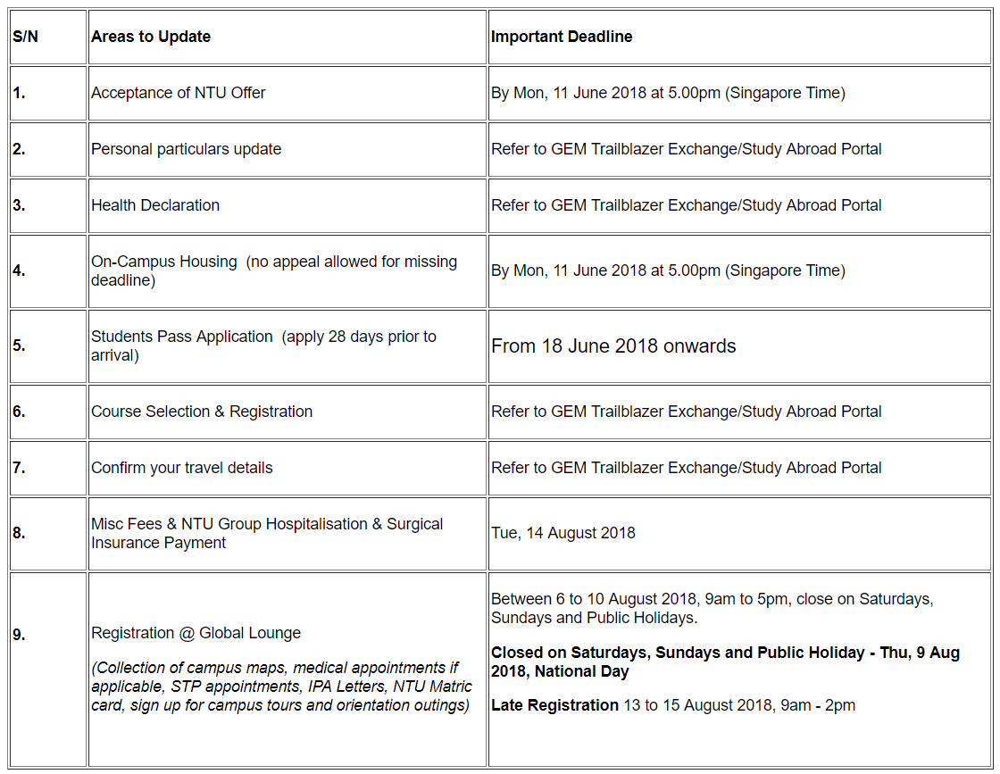 S/N Areas to Update Important Deadline
1. Acceptance of NTU Offer By Mon, 11 June 2018 at 5.00pm (Singapore Time)
2. Personal particulars update Refer to GEM Trailblazer Exchange/Study Abroad Portal
3. Health Declaration Refer to GEM Trailblazer Exchange/Study Abroad Portal
4. On-Campus Housing  (no appeal allowed for missing
deadline) By Mon, 11 June 2018 at 5.00pm (Singapore Time)
5. Students Pass Application  (apply 28 days prior to
arrival) From 18 June 2018 onwards
6. Course Selection & Registration Refer to GEM Trailblazer Exchange/Study Abroad Portal
7. Confirm your travel details Refer to GEM Trailblazer Exchange/Study Abroad Portal
8. Misc Fees & NTU Group Hospitalisation & Surgical
Insurance Payment Tue, 14 August 2018
9. Registration @ Global Lounge
(Collection of campus maps, medical appointments if
applicable, STP appointments, IPA Letters, NTU Matric
card, sign up for campus tours and orientation outings)
Between 6 to 10 August 2018, 9am to 5pm, close on Saturdays,
Sundays and Public Holidays.
Closed on Saturdays, Sundays and Public Holiday - Thu, 9 Aug
2018, National Day
Late Registration 13 to 15 August 2018, 9am - 2pm